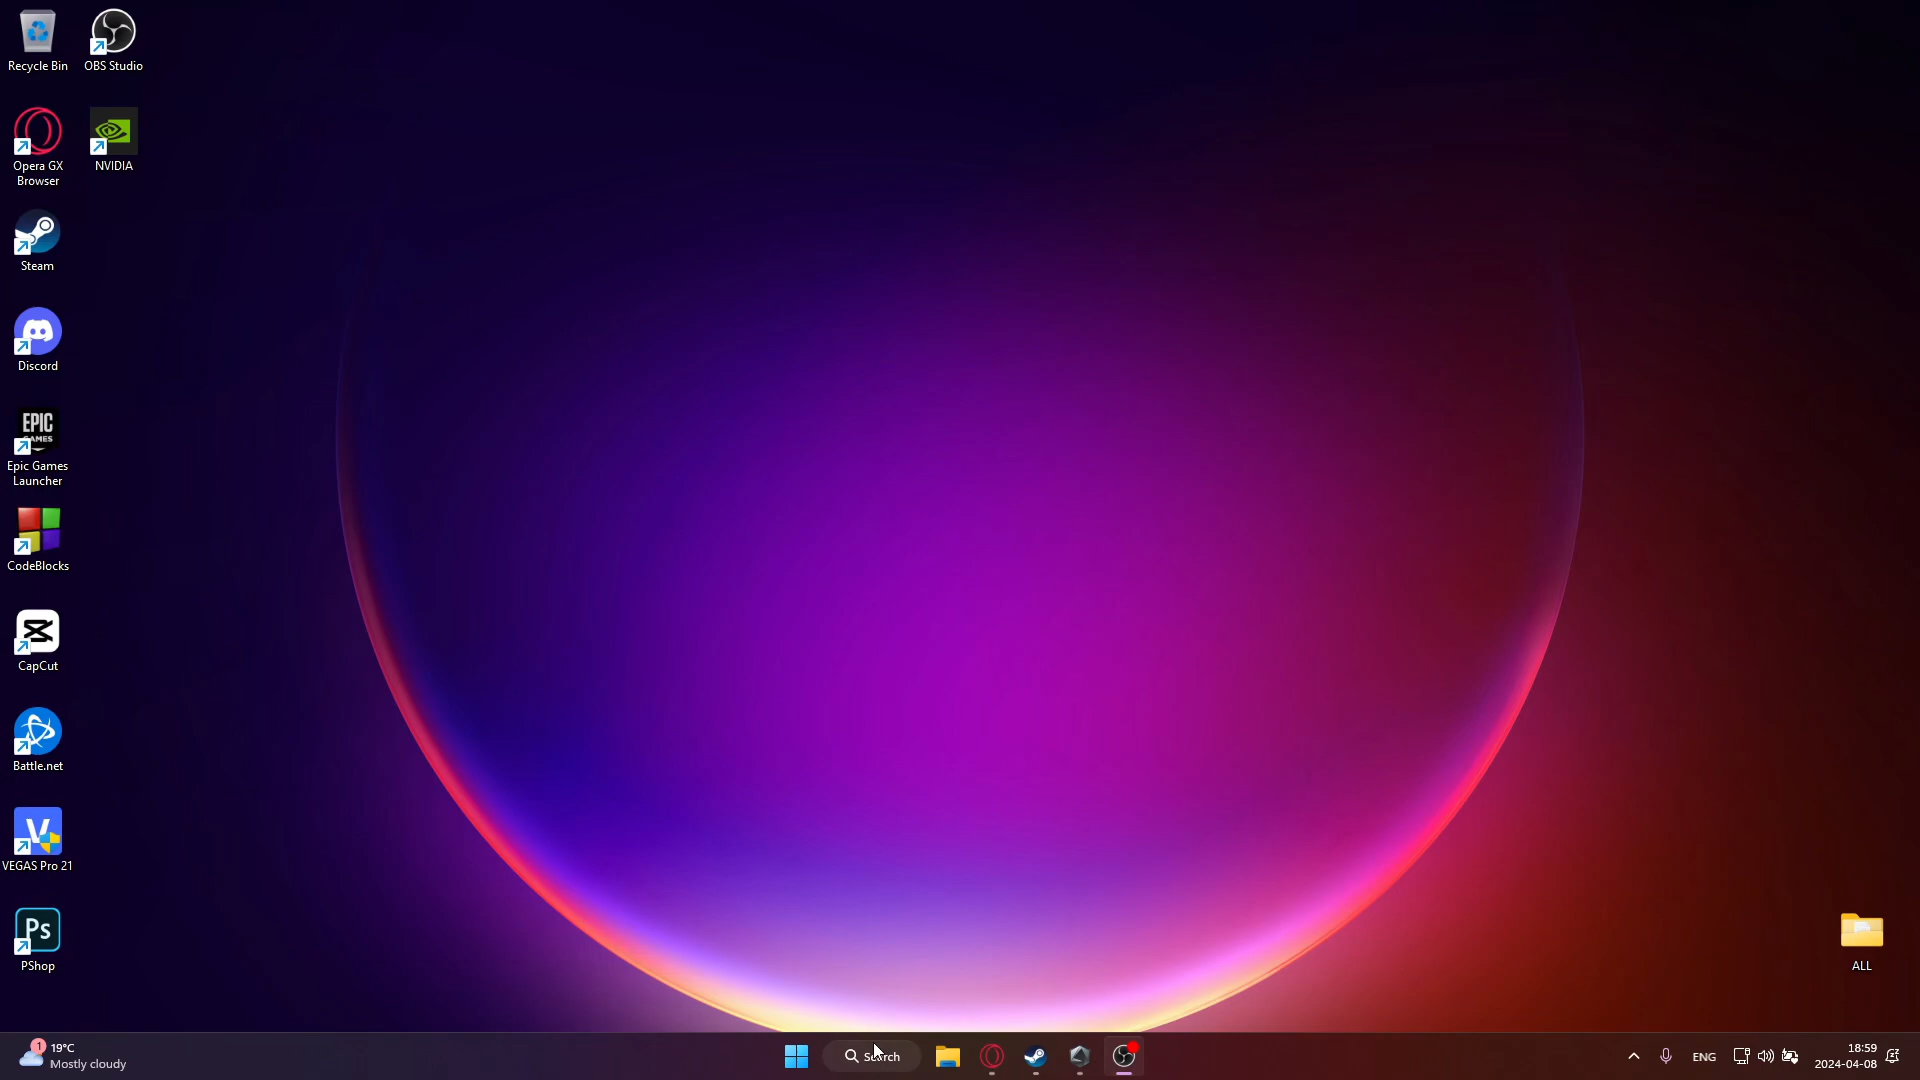 Recycle Bin
OBS Studio
Opera GX
Browser
NVIDIA
Steam
Discord
EPIC
GAMES
Epic Games
Launcher
CodeBlocks
CapCut
Battle.net
V
VEGAS Pro 21
Ps
PShop
ALL
1
19°C
Mostly cloudy
Search
ENG
18:59
2024-04-08